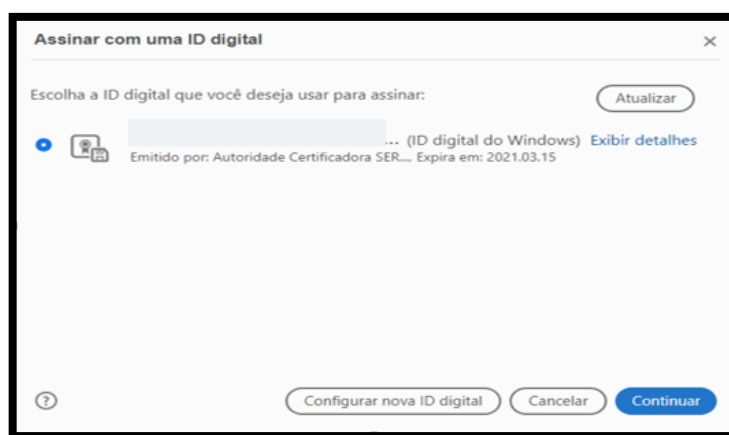 Assinar com uma ID digital
Escolha a ID digital que você deseja usar para assinar:
Atualizar
... (ID digital do Windows) Exibir detalhes
Emitido por: Autoridade Certificadora SER..., Expira em: 2021.03.15
Configurar nova ID digital
Cancelar
Continuar